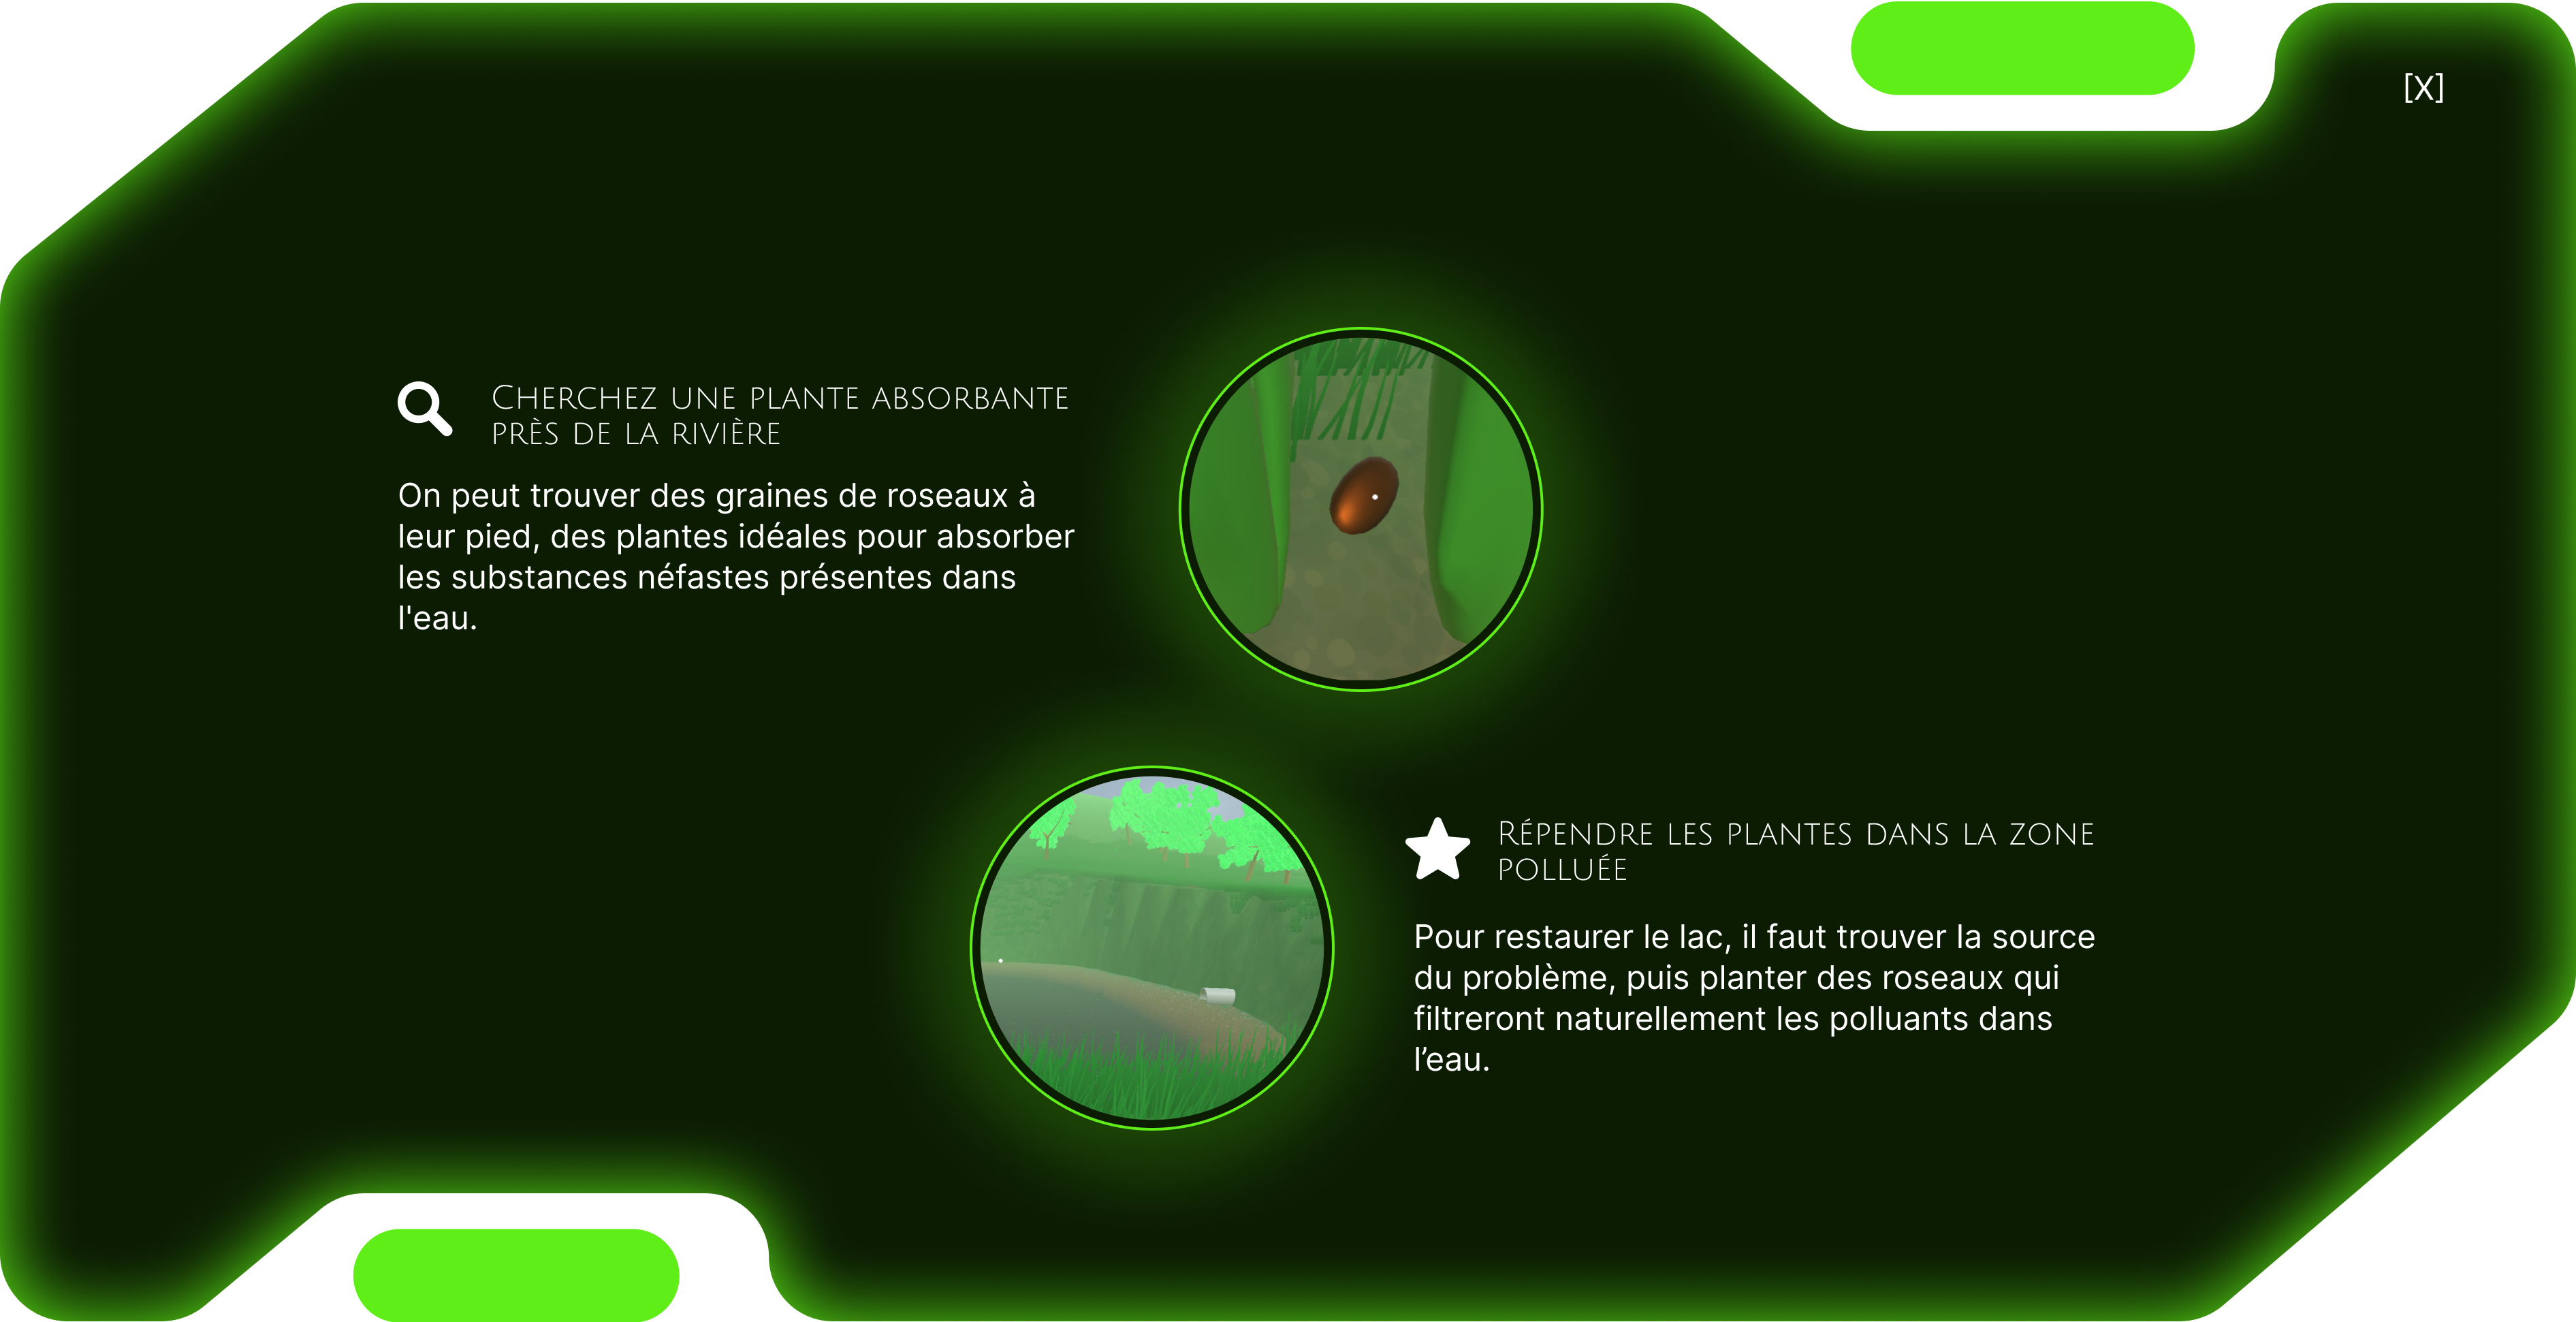 [X]
Cherchez une plante absorbante
près de la rivière
On peut trouver des graines de roseaux à
leur pied, des plantes idéales pour absorber
les substances néfastes présentes dans
l'eau.
Répendre les plantes dans la zone
polluée
Pour restaurer le lac, il faut trouver la source
du problème, puis planter des roseaux qui
filtreront naturellement les polluants dans
l’eau.